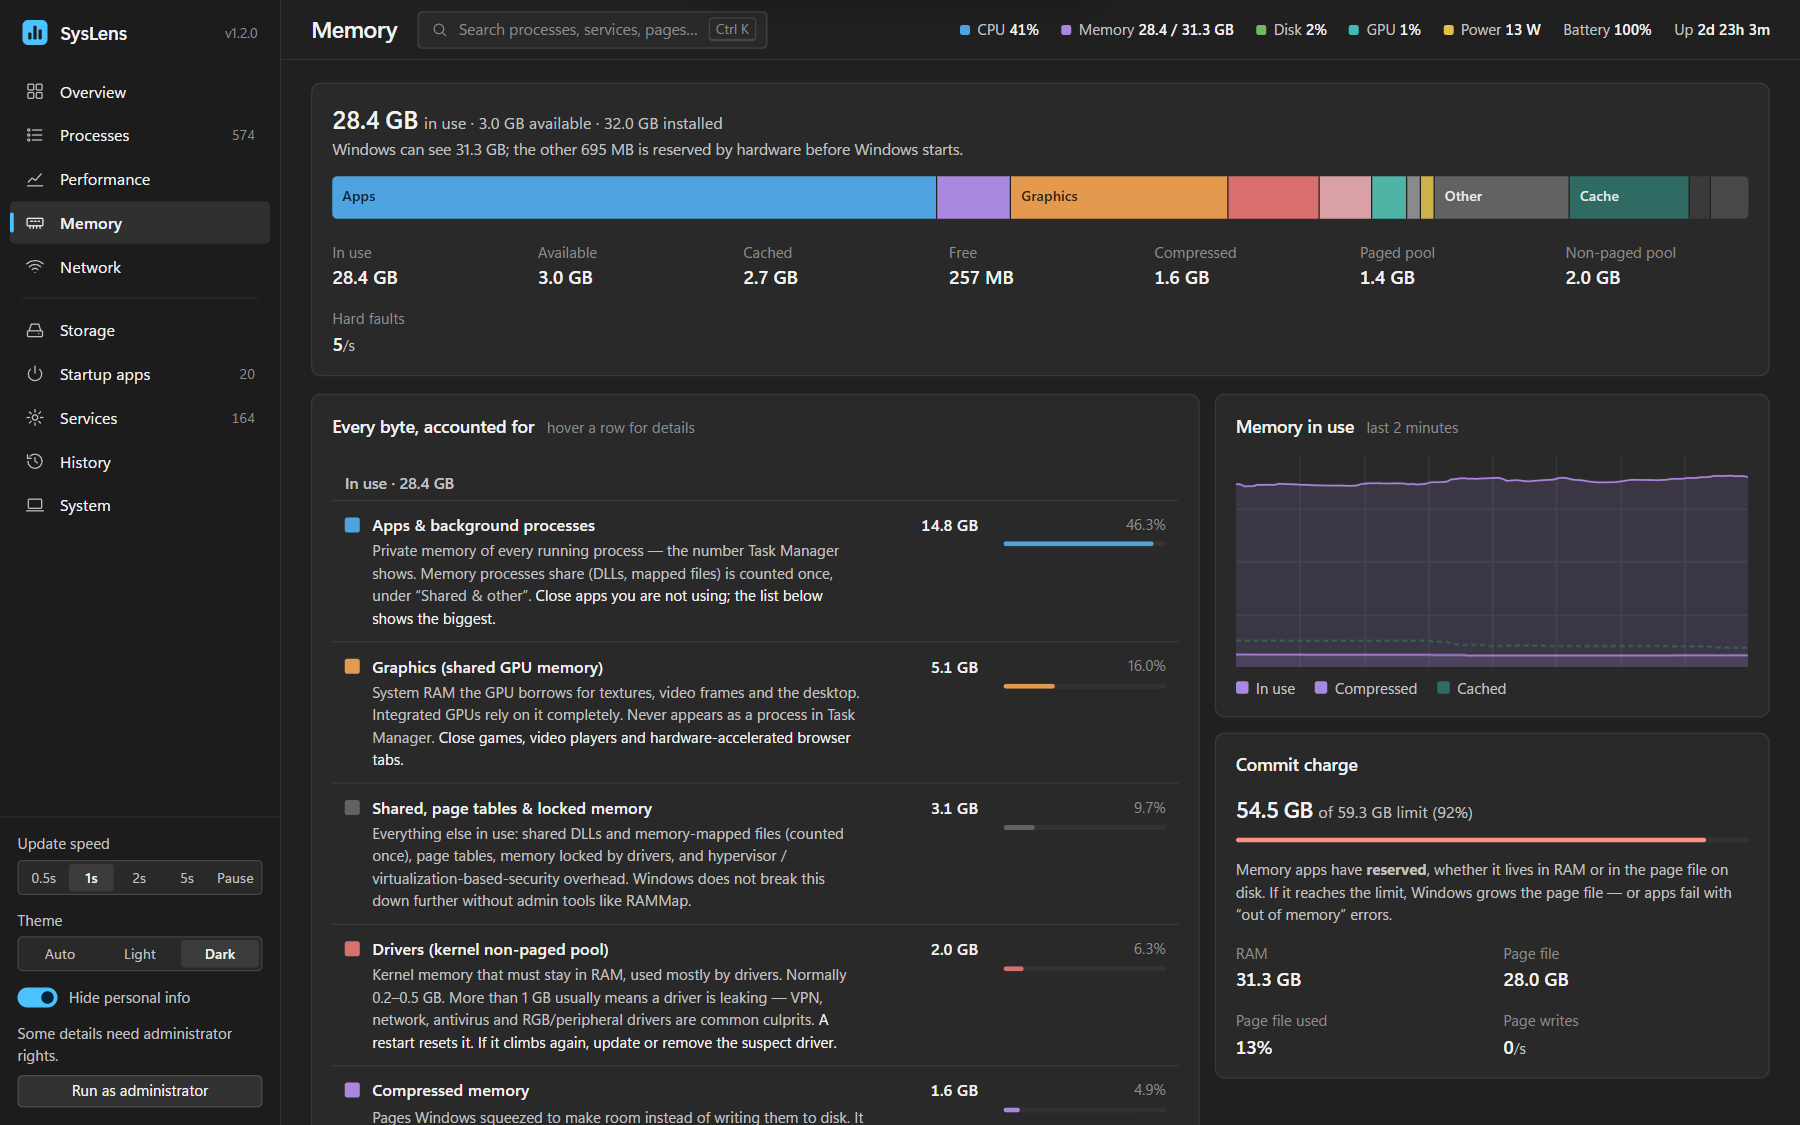 SysLens
v1.2.0
Overview
Processes 574
Performance
Memory
Network
Storage
Startup apps 20
Services 164
History
System
Update speed
0.5s 1s 2s 5s Pause
Theme
Auto Light Dark
Hide personal info
Some details need administrator
rights.
Run as administrator
Memory
Search processes, services, pages... Ctrl K
CPU 41% Memory 28.4 / 31.3 GB Disk 2% GPU 1% Power 13 W Battery 100% Up 2d 23h 3m
28.4 GB in use · 3.0 GB available · 32.0 GB installed
Windows can see 31.3 GB; the other 695 MB is reserved by hardware before Windows starts.
Apps Graphics Other Cache
In use Available Cached Free Compressed Paged pool Non-paged pool
28.4 GB 3.0 GB 2.7 GB 257 MB 1.6 GB 1.4 GB 2.0 GB
Hard faults
5/s
Every byte, accounted for hover a row for details
In use · 28.4 GB
Apps & background processes 14.8 GB 46.3%
Private memory of every running process — the number Task Manager
shows. Memory processes share (DLLs, mapped files) is counted once,
under “Shared & other”. Close apps you are not using; the list below
shows the biggest.
Graphics (shared GPU memory) 5.1 GB 16.0%
System RAM the GPU borrows for textures, video frames and the desktop.
Integrated GPUs rely on it completely. Never appears as a process in Task
Manager. Close games, video players and hardware-accelerated browser
tabs.
Shared, page tables & locked memory 3.1 GB 9.7%
Everything else in use: shared DLLs and memory-mapped files (counted
once), page tables, memory locked by drivers, and hypervisor /
virtualization-based-security overhead. Windows does not break this
down further without admin tools like RAMMap.
Drivers (kernel non-paged pool) 2.0 GB 6.3%
Kernel memory that must stay in RAM, used mostly by drivers. Normally
0.2–0.5 GB. More than 1 GB usually means a driver is leaking — VPN,
network, antivirus and RGB/peripheral drivers are common culprits. A
restart resets it. If it climbs again, update or remove the suspect driver.
Compressed memory 1.6 GB 4.9%
Pages Windows squeezed to make room instead of writing them to disk. It
Memory in use last 2 minutes
In use Compressed Cached
Commit charge
54.5 GB of 59.3 GB limit (92%)
Memory apps have reserved, whether it lives in RAM or in the page file on
disk. If it reaches the limit, Windows grows the page file — or apps fail with
“out of memory” errors.
RAM Page file
31.3 GB 28.0 GB
Page file used Page writes
13% 0/s